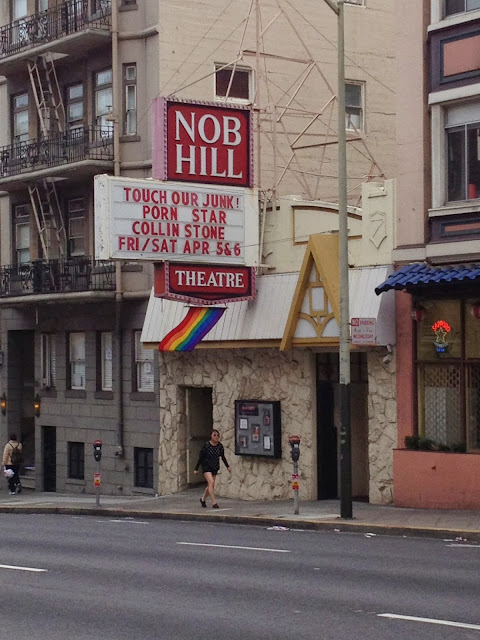 NOB
HILL
TOUCH OUR JUNK!
PORN STAR
COLLIN STONE
FRI/SAT APR 5&6
THEATRE